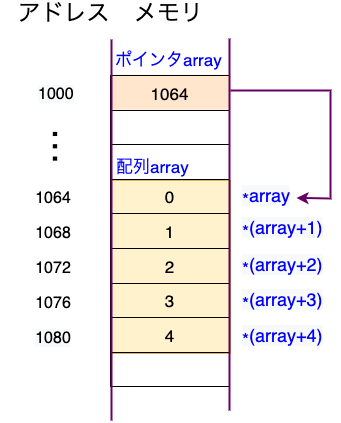 アドレス　メモリ
ポインタarray
1000 1064
⋮
配列array
1064 0 *array
1068 1 *(array+1)
1072 2 *(array+2)
1076 3 *(array+3)
1080 4 *(array+4)